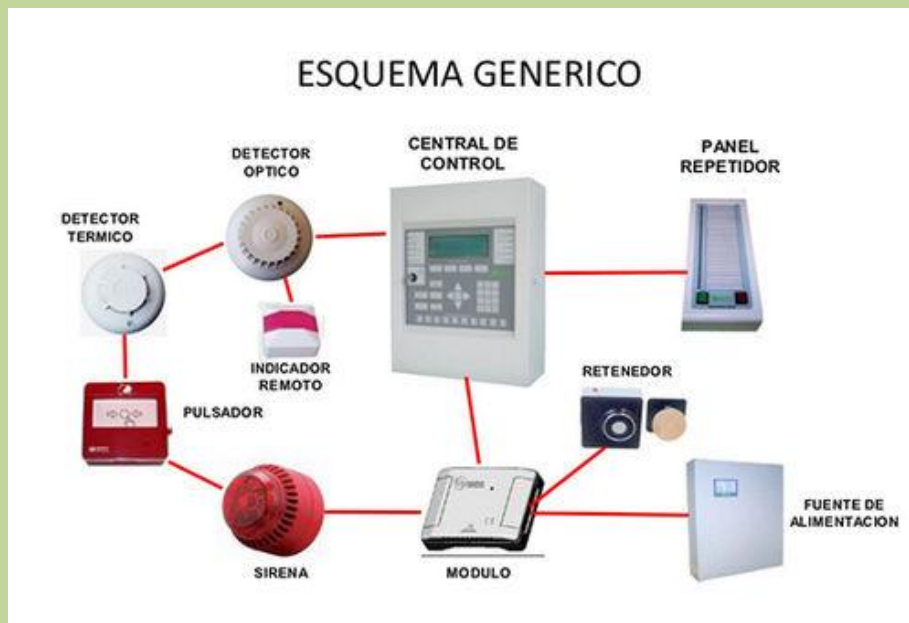 ESQUEMA GENERICO
DETECTOR
OPTICO
CENTRAL DE
CONTROL
PANEL
REPETIDOR
DETECTOR
TERMICO
INDICADOR
REMOTO
RETENEDOR
PULSADOR
FUENTE DE
ALIMENTACION
SIRENA
MODULO